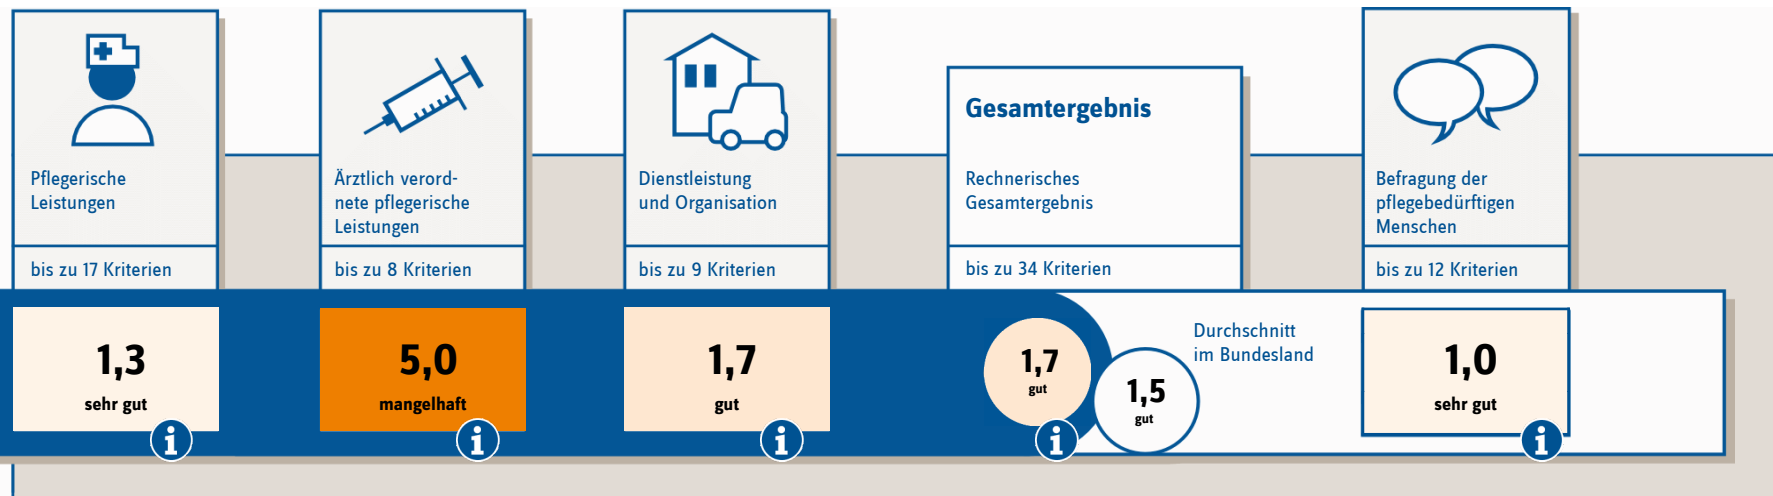 Pflegerische
Leistungen
bis zu 17 Kriterien
1,3
sehr gut
i
Ärztlich verord-
nete pflegerische
Leistungen
bis zu 8 Kriterien
5,0
mangelhaft
i
Dienstleistung
und Organisation
bis zu 9 Kriterien
1,7
gut
i
Gesamtergebnis
Rechnerisches
Gesamtergebnis
bis zu 34 Kriterien
1,7
gut
i
1,5
gut
Durchschnitt
im Bundesland
Befragung der
pflegebedürftigen
Menschen
bis zu 12 Kriterien
1,0
sehr gut
i